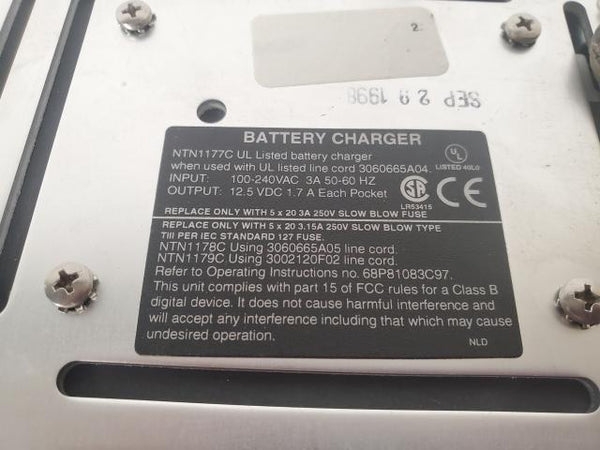 2
SEP 2 8 1998
BATTERY CHARGER
NTN1177C UL Listed battery charger
when used with UL listed line cord 3060665A04.
INPUT: 100-240VAC 3A 50-60 HZ
OUTPUT: 12.5 VDC 1.7 A Each Pocket
UL
LISTED 40L0
LR53415
CE
REPLACE ONLY WITH 5 x 20 3A 250V SLOW BLOW FUSE
REPLACE ONLY WITH 5 x 20 3.15A 250V SLOW BLOW TYPE
TIII PER IEC STANDARD 127 FUSE.
NTN1178C Using 3060665A05 line cord.
NTN1179C Using 3002120F02 line cord.
Refer to Operating Instructions no. 68P81083C97.
This unit complies with part 15 of FCC rules for a Class B
digital device. It does not cause harmful interference and
will accept any interference including that which may cause
undesired operation.
NLD